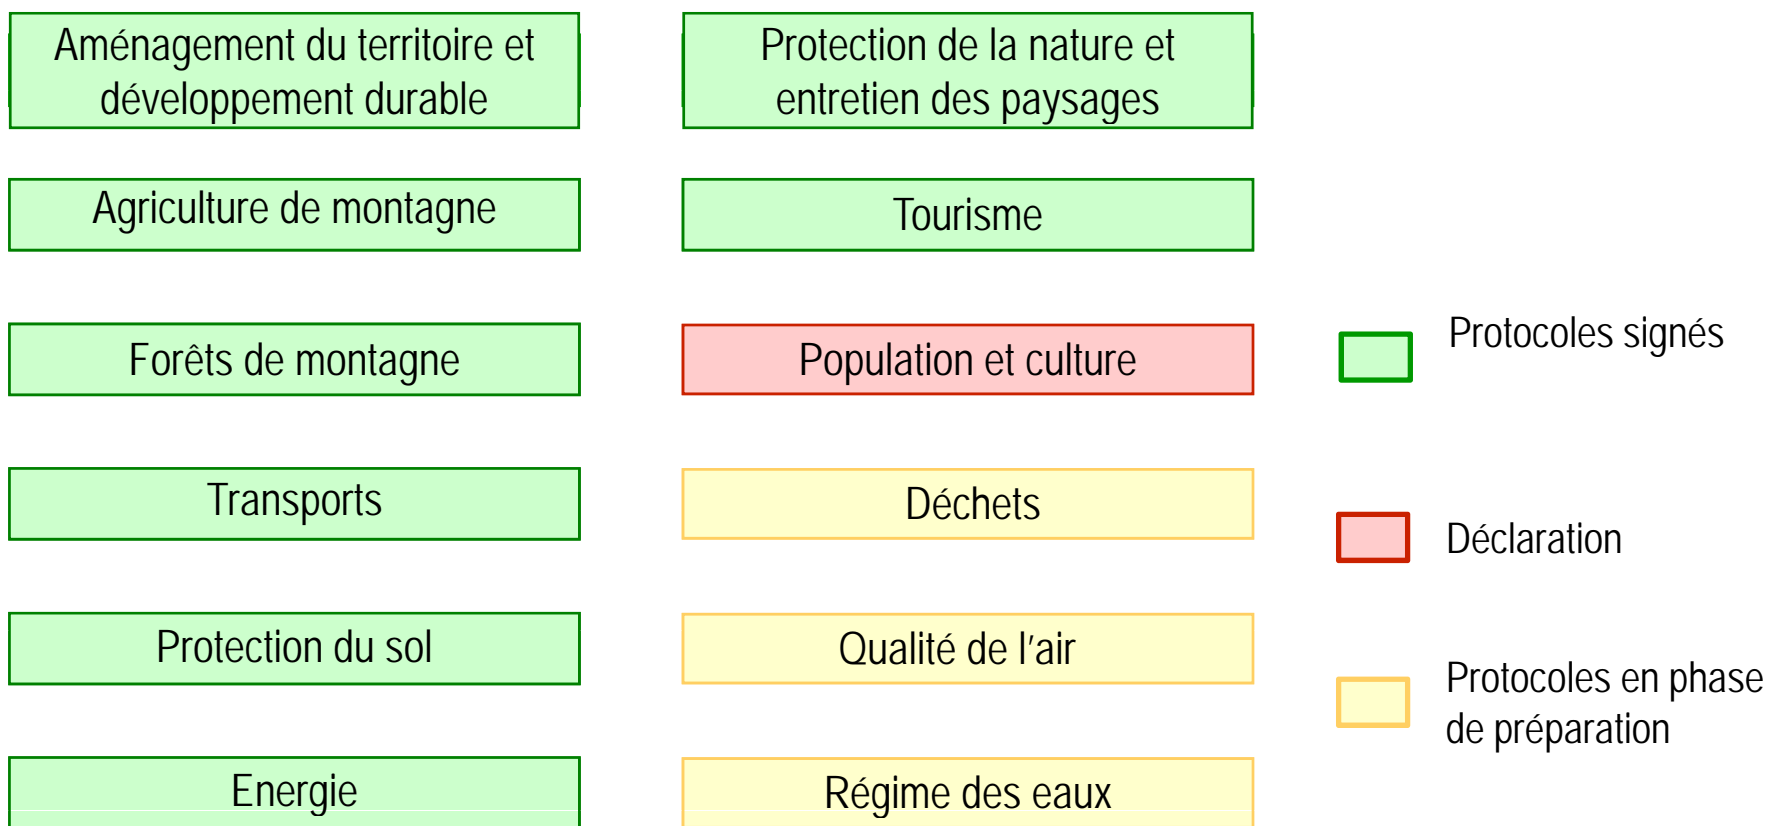 Aménagement du territoire et
développement durable
Protection de la nature et
entretien des paysages
Agriculture de montagne
Tourisme
Forêts de montagne
Population et culture
Transports
Déchets
Protection du sol
Qualité de l'air
Energie
Régime des eaux
Protocoles signés
Déclaration
Protocoles en phase
de préparation